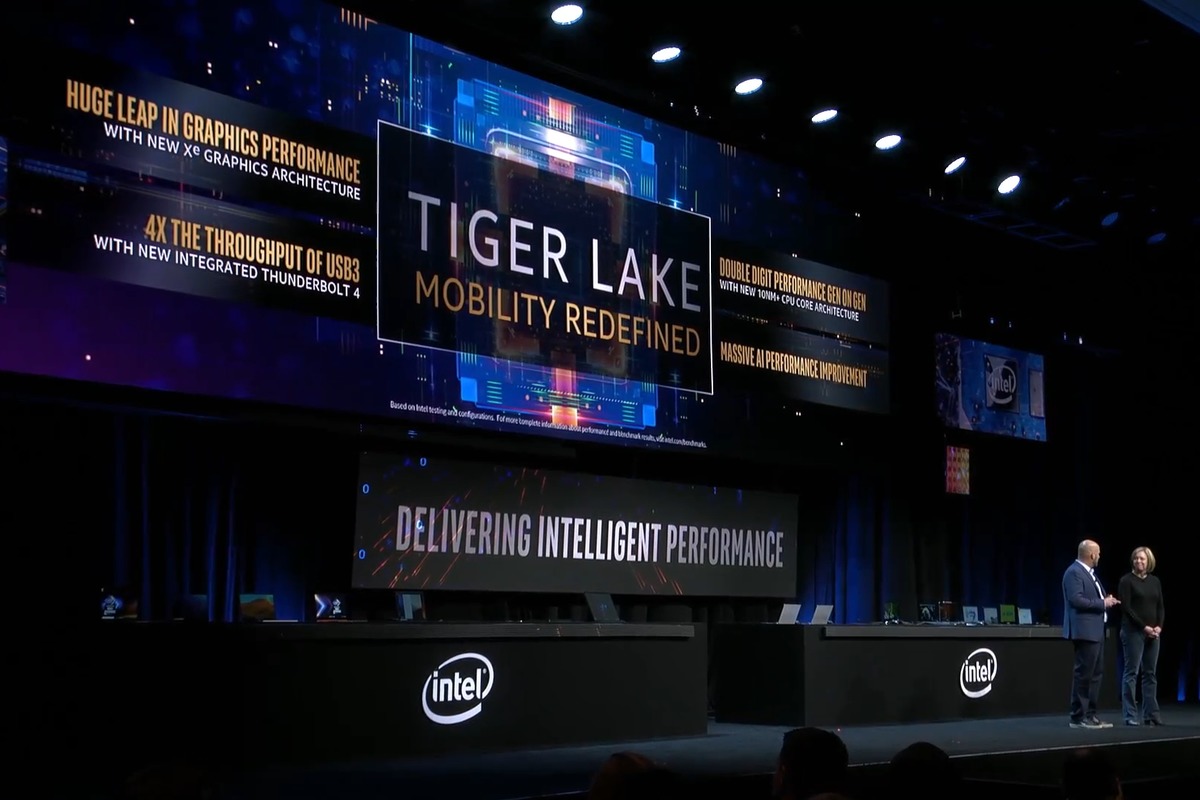 HUGE LEAP IN GRAPHICS PERFORMANCE
WITH NEW Xe GRAPHICS ARCHITECTURE
4X THE THROUGHPUT OF USB3
WITH NEW INTEGRATED THUNDERBOLT 4
TIGER LAKE
MOBILITY REDEFINED
DOUBLE DIGIT PERFORMANCE GEN ON GEN
WITH NEW 10NM+ CPU CORE ARCHITECTURE
MASSIVE AI PERFORMANCE IMPROVEMENT
Based on Intel testing and configurations. For more complete information about performance and benchmark results, visit intel.com/benchmarks.
intel
DELIVERING INTELLIGENT PERFORMANCE
intel
intel